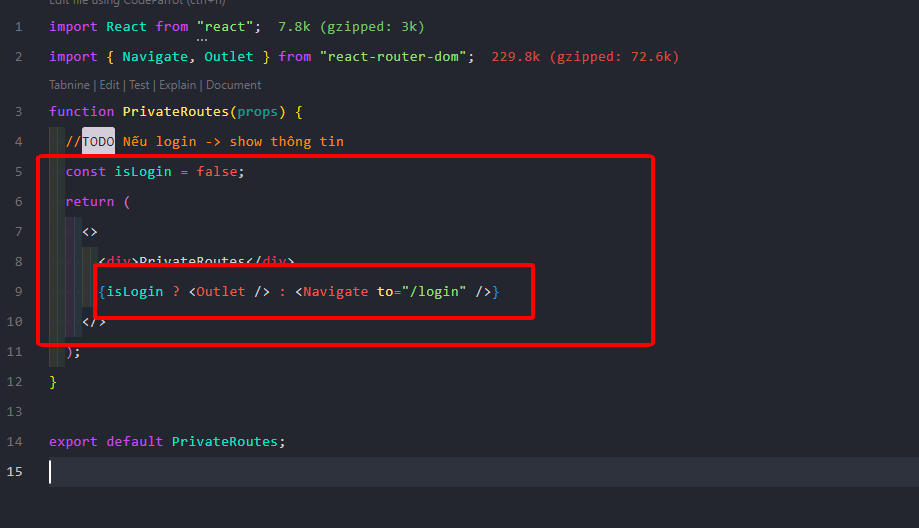 Edit file using CodeParrot (ctrl+n)
1 import React from "react"; 7.8k (gzipped: 3k)
2 import { Navigate, Outlet } from "react-router-dom"; 229.8k (gzipped: 72.6k)
Tabnine | Edit | Test | Explain | Document
3 function PrivateRoutes(props) {
4 //TODO Nếu login -> show thông tin
5 const isLogin = false;
6 return (
7 <>
8 <div>PrivateRoutes</div>
9 {isLogin ? <Outlet /> : <Navigate to="/login" />}
10 </>
11 );
12 }
13
14 export default PrivateRoutes;
15